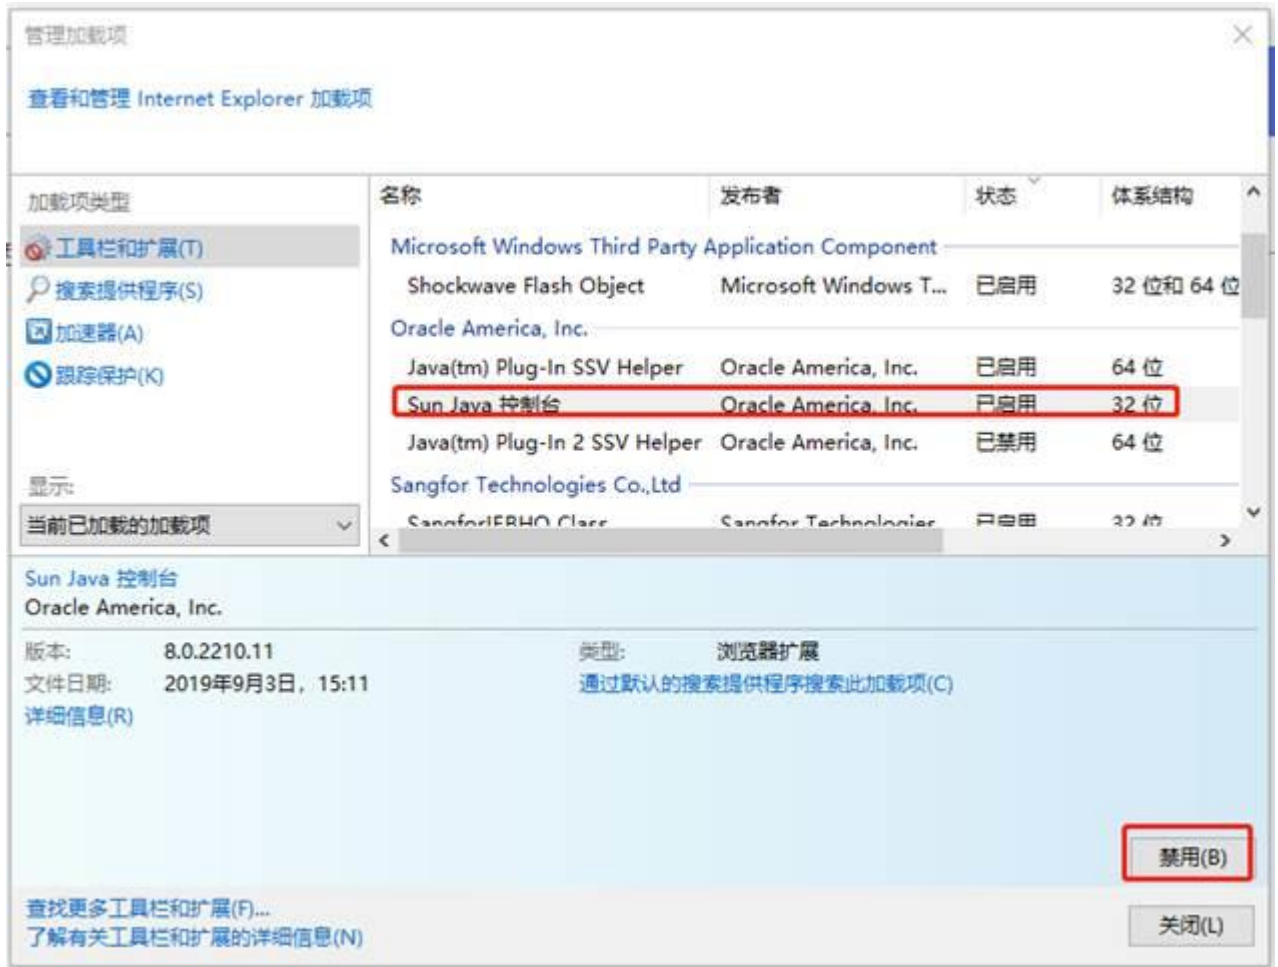 管理加载项
查看和管理 Internet Explorer 加载项
加载项类型
工具栏和扩展(T)
搜索提供程序(S)
加速器(A)
跟踪保护(K)
显示:
当前已加载的加载项
名称 发布者 状态 体系结构
Microsoft Windows Third Party Application Component
Shockwave Flash Object Microsoft Windows T... 已启用 32 位和 64 位
Oracle America, Inc.
Java(tm) Plug-In SSV Helper Oracle America, Inc. 已启用 64 位
Sun Java 控制台 Oracle America, Inc. 已启用 32 位
Java(tm) Plug-In 2 SSV Helper Oracle America, Inc. 已禁用 64 位
Sangfor Technologies Co.,Ltd
SangforIEBHO Class Sangfor Technologies 已启用 32 位
Sun Java 控制台
Oracle America, Inc.
版本: 8.0.2210.11 类型: 浏览器扩展
文件日期: 2019年9月3日，15:11 通过默认的搜索提供程序搜索此加载项(C)
详细信息(R)
禁用(B)
查找更多工具栏和扩展(F)...
了解有关工具栏和扩展的详细信息(N)
关闭(L)